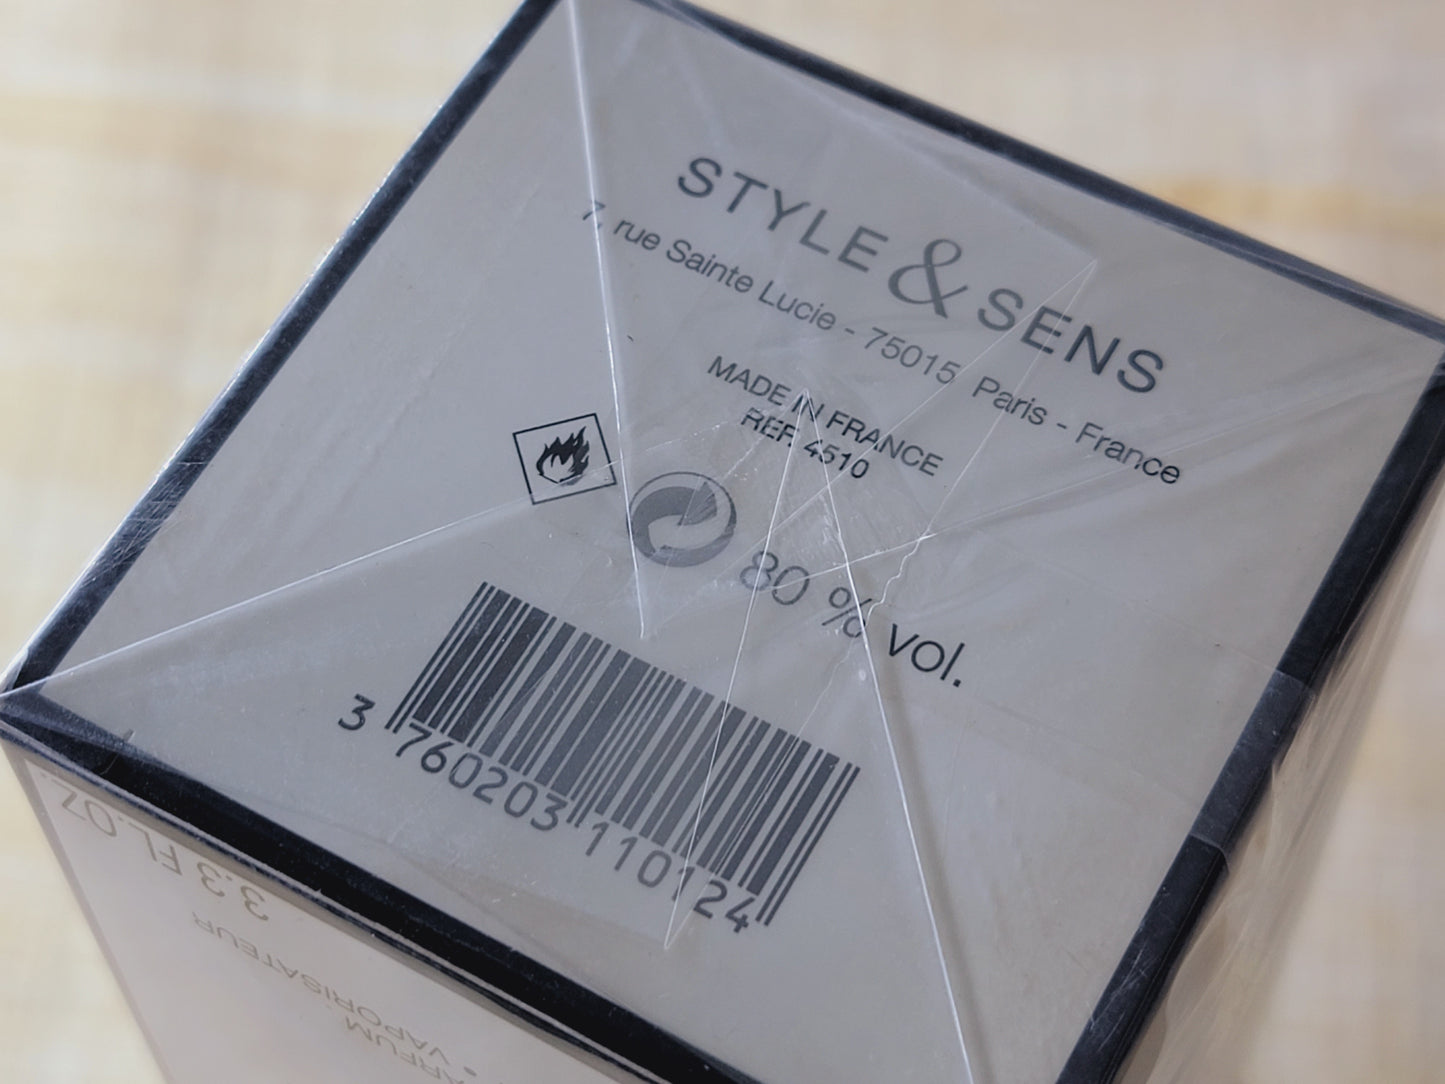 STYLE & SENS
7, rue Sainte Lucie - 75015 Paris - France
MADE IN FRANCE
REF 4510
80 % vol.
3 760203 110124
3.3 FL.OZ.
VAPORISATEUR